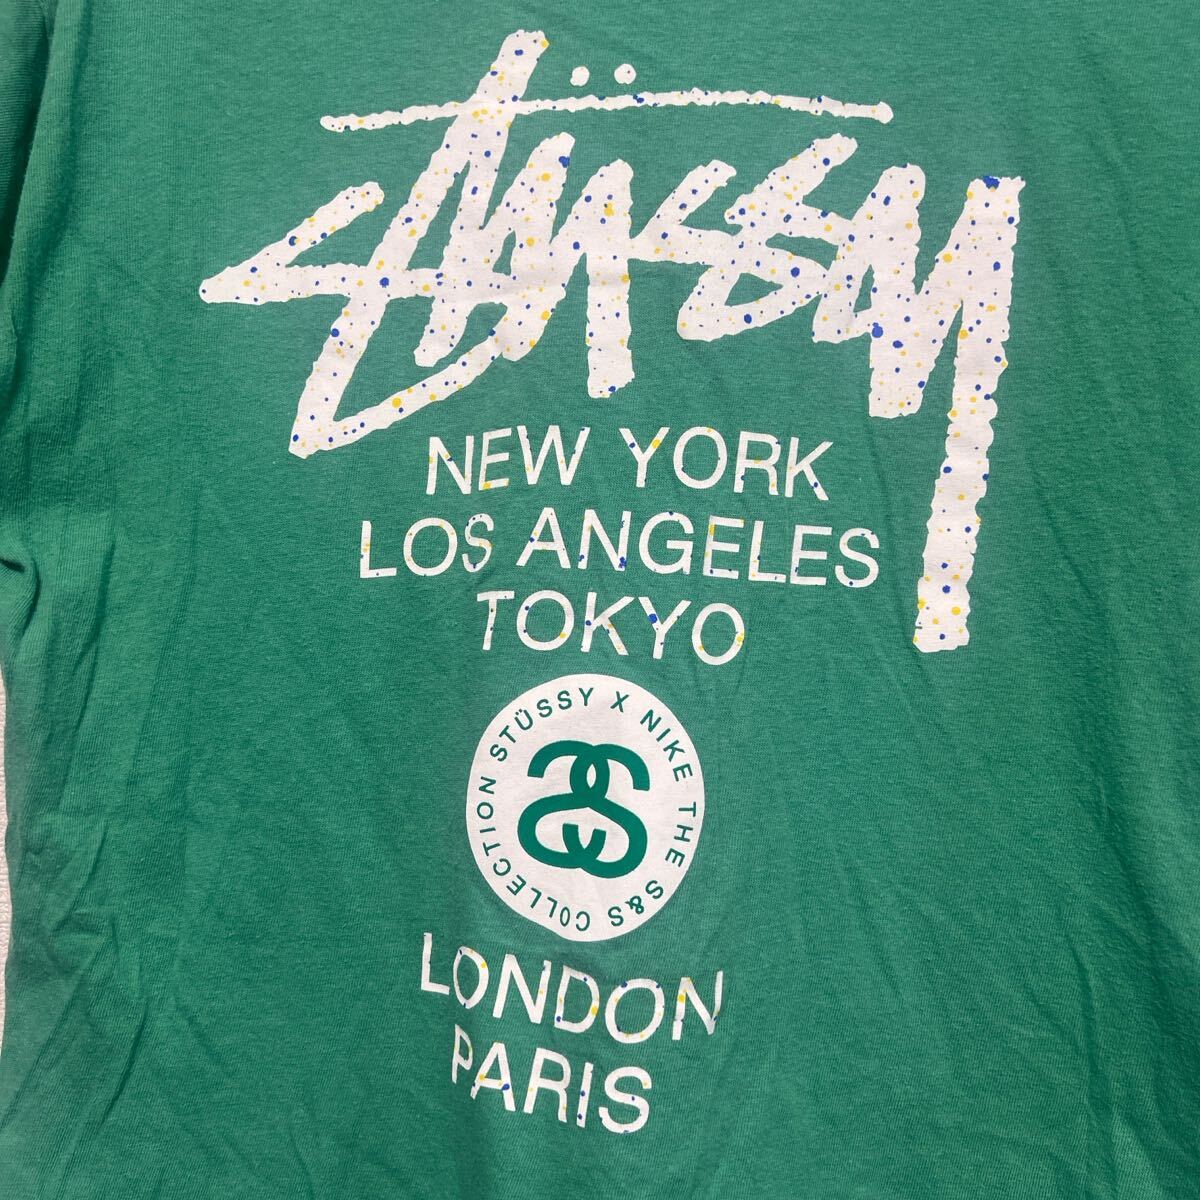 STÜSSY
NEW YORK
LOS ANGELES
TOKYO
STÜSSY X NIKE THE S&S COLLECTION
LONDON
PARIS